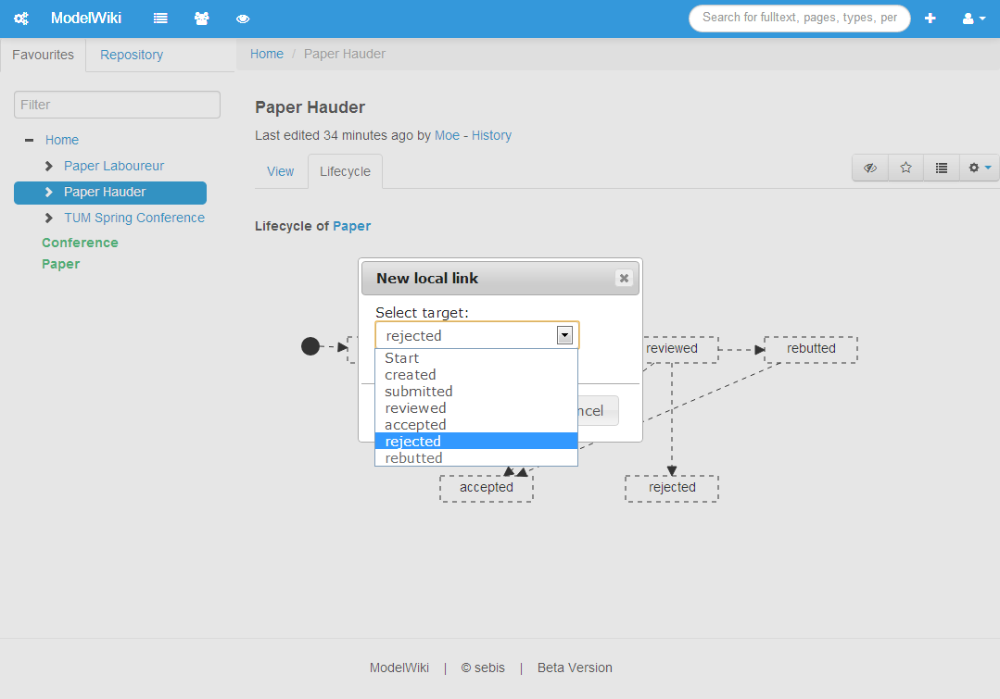 ModelWiki
Search for fulltext, pages, types, per
Favourites
Repository
Home / Paper Hauder
Filter
Home
Paper Laboureur
Paper Hauder
TUM Spring Conference
Conference
Paper
Paper Hauder
Last edited 34 minutes ago by Moe - History
View
Lifecycle
Lifecycle of Paper
New local link
Select target:
rejected
Start
created
submitted
reviewed
accepted
rejected
rebutted
ncel
reviewed
rebutted
accepted
rejected
ModelWiki | © sebis | Beta Version